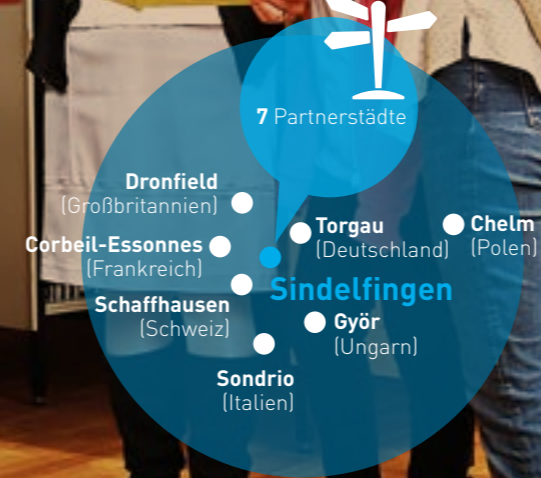 7 Partnerstädte
Dronfield
(Großbritannien)
Corbeil-Essonnes
(Frankreich)
Schaffhausen
(Schweiz)
Sondrio
(Italien)
Torgau
(Deutschland)
Chelm
(Polen)
Sindelfingen
Györ
(Ungarn)